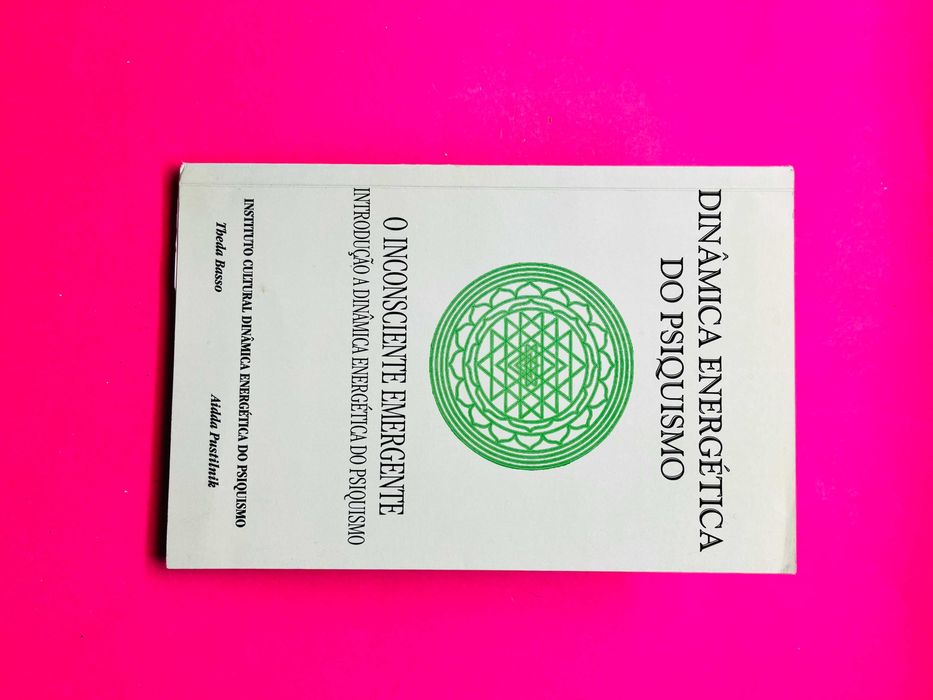 DINÂMICA ENERGÉTICA
DO PSIQUISMO
O INCONSCIENTE EMERGENTE
INTRODUÇÃO A DINÂMICA ENERGÉTICA DO PSIQUISMO
INSTITUTO CULTURAL DINÂMICA ENERGÉTICA DO PSIQUISMO
Theda Basso Aidda Pustilnik